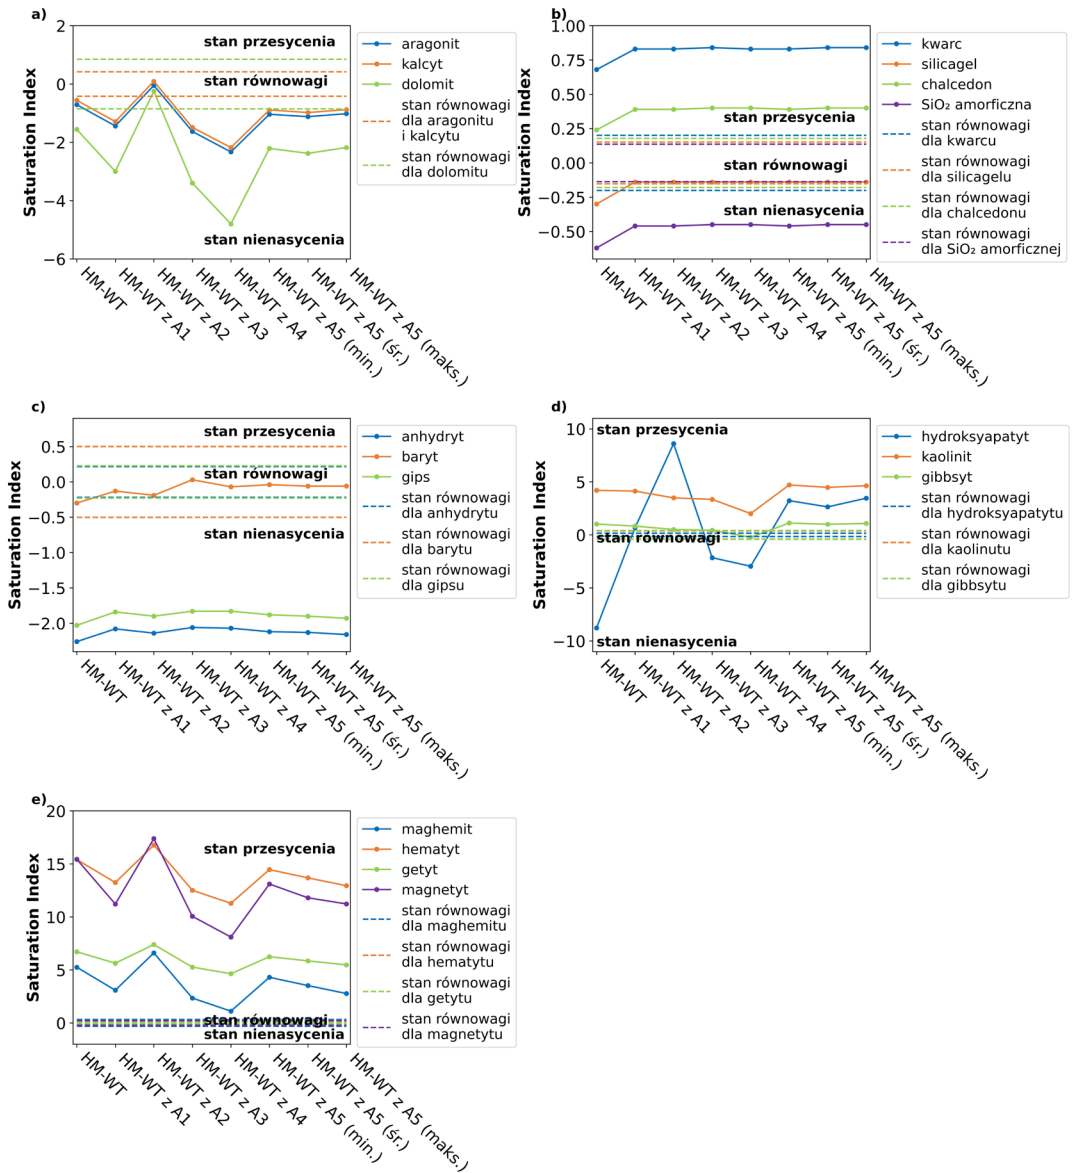 a)
Saturation Index
2
0
−2
−4
−6
stan przesycenia
stan równowagi
stan nienasycenia
HM-WT
HM-WT z A1
HM-WT z A2
HM-WT z A3
HM-WT z A4
HM-WT z A5 (min.)
HM-WT z A5 (śr.)
HM-WT z A5 (maks.)
aragonit
kalcyt
dolomit
stan równowagi
dla aragonitu
i kalcytu
stan równowagi
dla dolomitu
b)
Saturation Index
1.00
0.75
0.50
0.25
0.00
−0.25
−0.50
stan przesycenia
stan równowagi
stan nienasycenia
HM-WT
HM-WT z A1
HM-WT z A2
HM-WT z A3
HM-WT z A4
HM-WT z A5 (min.)
HM-WT z A5 (śr.)
HM-WT z A5 (maks.)
kwarc
silicagel
chalcedon
SiO₂ amorficzna
stan równowagi
dla kwarcu
stan równowagi
dla silicagelu
stan równowagi
dla chalcedonu
stan równowagi
dla SiO₂ amorficznej
c)
Saturation Index
0.5
0.0
−0.5
−1.0
−1.5
−2.0
stan przesycenia
stan równowagi
stan nienasycenia
HM-WT
HM-WT z A1
HM-WT z A2
HM-WT z A3
HM-WT z A4
HM-WT z A5 (min.)
HM-WT z A5 (śr.)
HM-WT z A5 (maks.)
anhydryt
baryt
gips
stan równowagi
dla anhydrytu
stan równowagi
dla barytu
stan równowagi
dla gipsu
d)
Saturation Index
10
5
0
−5
−10
stan przesycenia
stan równowagi
stan nienasycenia
HM-WT
HM-WT z A1
HM-WT z A2
HM-WT z A3
HM-WT z A4
HM-WT z A5 (min.)
HM-WT z A5 (śr.)
HM-WT z A5 (maks.)
hydroksyapatyt
kaolinit
gibbsyt
stan równowagi
dla hydroksyapatytu
stan równowagi
dla kaolinutu
stan równowagi
dla gibbsytu
e)
Saturation Index
20
15
10
5
0
stan przesycenia
stan równowagi
stan nienasycenia
HM-WT
HM-WT z A1
HM-WT z A2
HM-WT z A3
HM-WT z A4
HM-WT z A5 (min.)
HM-WT z A5 (śr.)
HM-WT z A5 (maks.)
maghemit
hematyt
getyt
magnetyt
stan równowagi
dla maghemitu
stan równowagi
dla hematytu
stan równowagi
dla getytu
stan równowagi
dla magnetytu